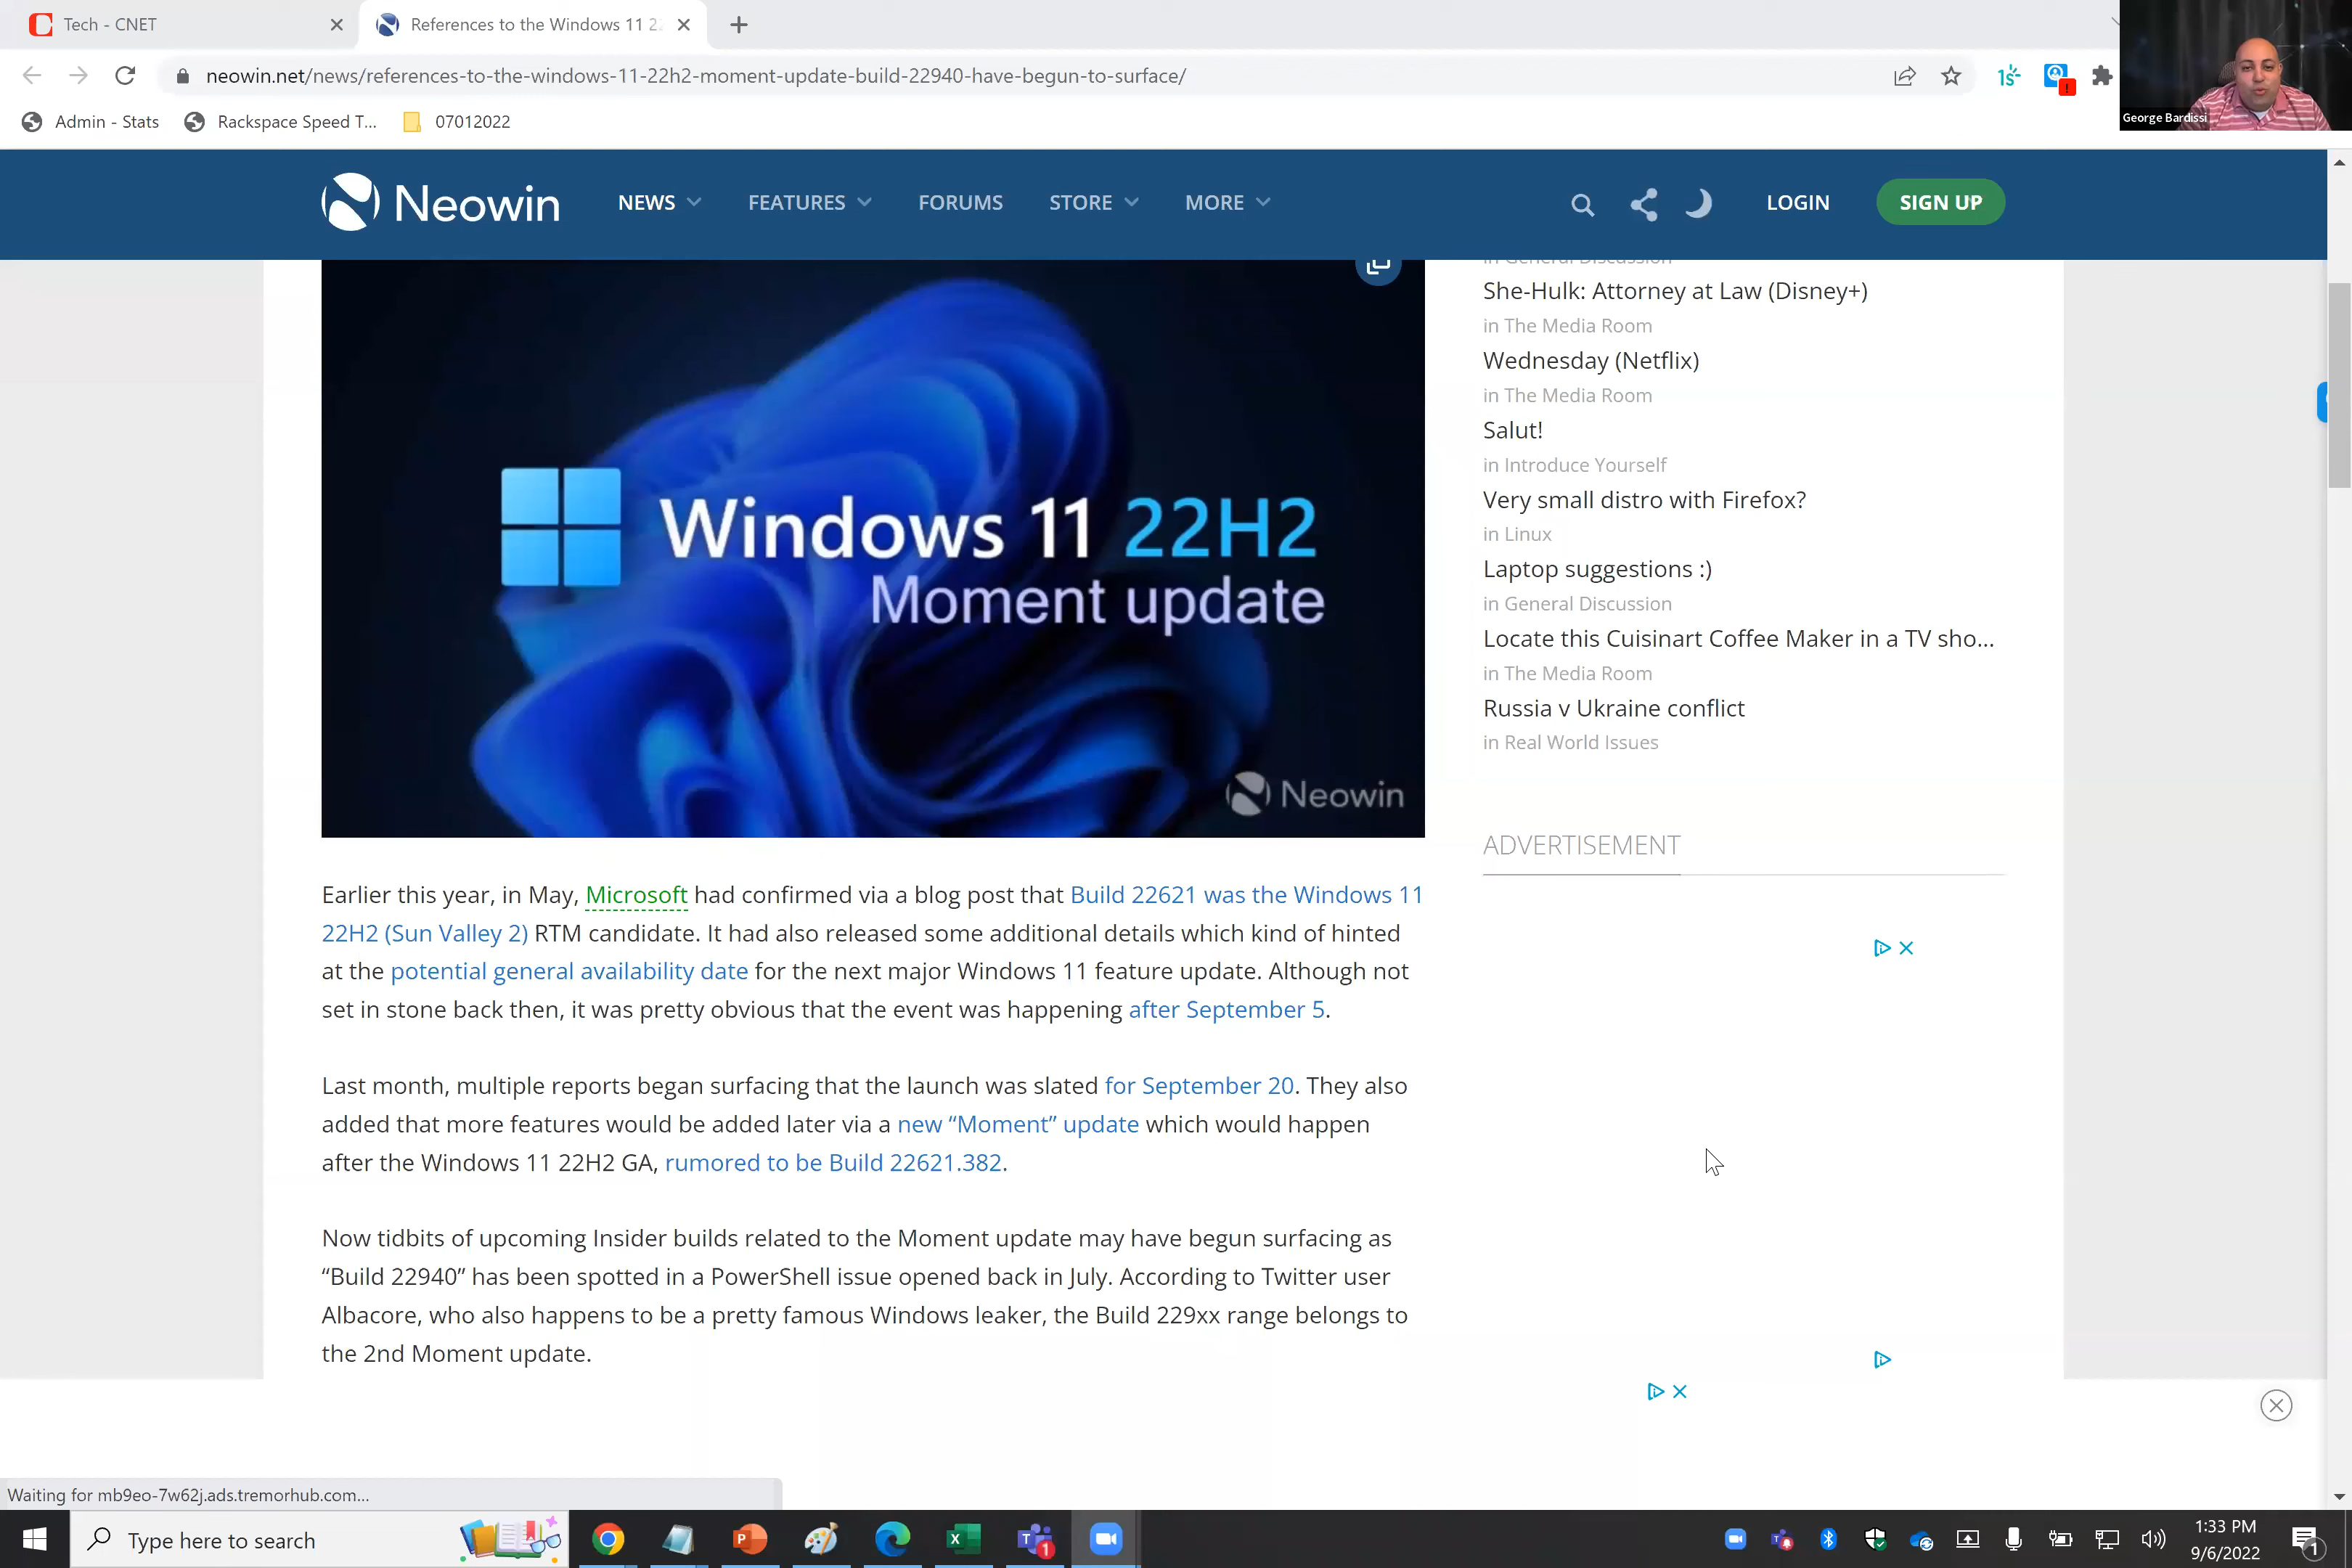 Tech - CNET
References to the Windows 11 2
neowin.net/news/references-to-the-windows-11-22h2-moment-update-build-22940-have-begun-to-surface/
Admin - Stats
Rackspace Speed T...
07012022
George Bardissi
Neowin
NEWS
FEATURES
FORUMS
STORE
MORE
LOGIN
SIGN UP
Windows 11 22H2
Moment update
Neowin
Earlier this year, in May, Microsoft had confirmed via a blog post that Build 22621 was the Windows 11
22H2 (Sun Valley 2) RTM candidate. It had also released some additional details which kind of hinted
at the potential general availability date for the next major Windows 11 feature update. Although not
set in stone back then, it was pretty obvious that the event was happening after September 5.
Last month, multiple reports began surfacing that the launch was slated for September 20. They also
added that more features would be added later via a new “Moment” update which would happen
after the Windows 11 22H2 GA, rumored to be Build 22621.382.
Now tidbits of upcoming Insider builds related to the Moment update may have begun surfacing as
“Build 22940” has been spotted in a PowerShell issue opened back in July. According to Twitter user
Albacore, who also happens to be a pretty famous Windows leaker, the Build 229xx range belongs to
the 2nd Moment update.
in General Discussion
She-Hulk: Attorney at Law (Disney+)
in The Media Room
Wednesday (Netflix)
in The Media Room
Salut!
in Introduce Yourself
Very small distro with Firefox?
in Linux
Laptop suggestions :)
in General Discussion
Locate this Cuisinart Coffee Maker in a TV sho...
in The Media Room
Russia v Ukraine conflict
in Real World Issues
ADVERTISEMENT
Waiting for mb9eo-7w62j.ads.tremorhub.com...
Type here to search
1:33 PM
9/6/2022